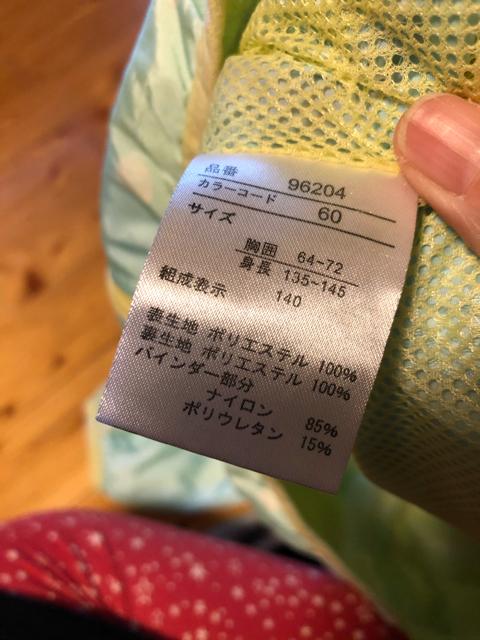 品番 96204
カラーコード 60
サイズ
胸囲 64-72
身長 135-145
140
組成表示
表生地 ポリエステル 100%
裏生地 ポリエステル 100%
バインダー部分
ナイロン 85%
ポリウレタン 15%